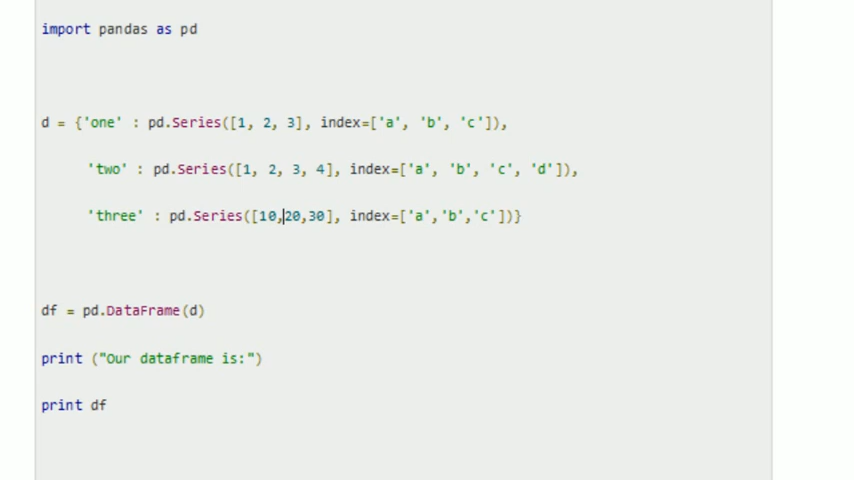 import pandas as pd
d = {'one' : pd.Series([1, 2, 3], index=['a', 'b', 'c']),
'two' : pd.Series([1, 2, 3, 4], index=['a', 'b', 'c', 'd']),
'three' : pd.Series([10,20,30], index=['a','b','c'])}
df = pd.DataFrame(d)
print ("Our dataframe is:")
print df